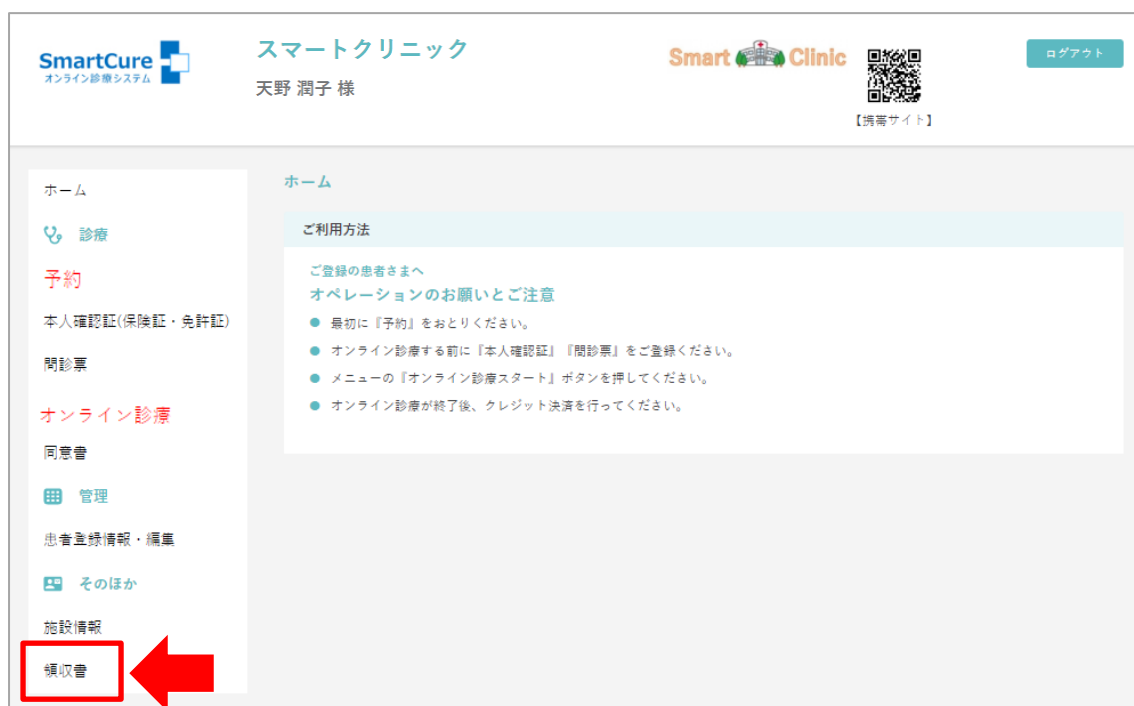 SmartCure
オンライン診療システム
スマートクリニック
天野 潤子 様
Smart Clinic
【携帯サイト】
ログアウト
ホーム
診療
予約
本人確認証(保険証・免許証)
問診票
オンライン診療
同意書
管理
患者登録情報・編集
そのほか
施設情報
領収書
ホーム
ご利用方法
ご登録の患者さまへ
オペレーションのお願いとご注意
最初に『予約』をおとりください。
オンライン診療する前に『本人確認証』『問診票』をご登録ください。
メニューの『オンライン診療スタート』ボタンを押してください。
オンライン診療が終了後、クレジット決済を行ってください。